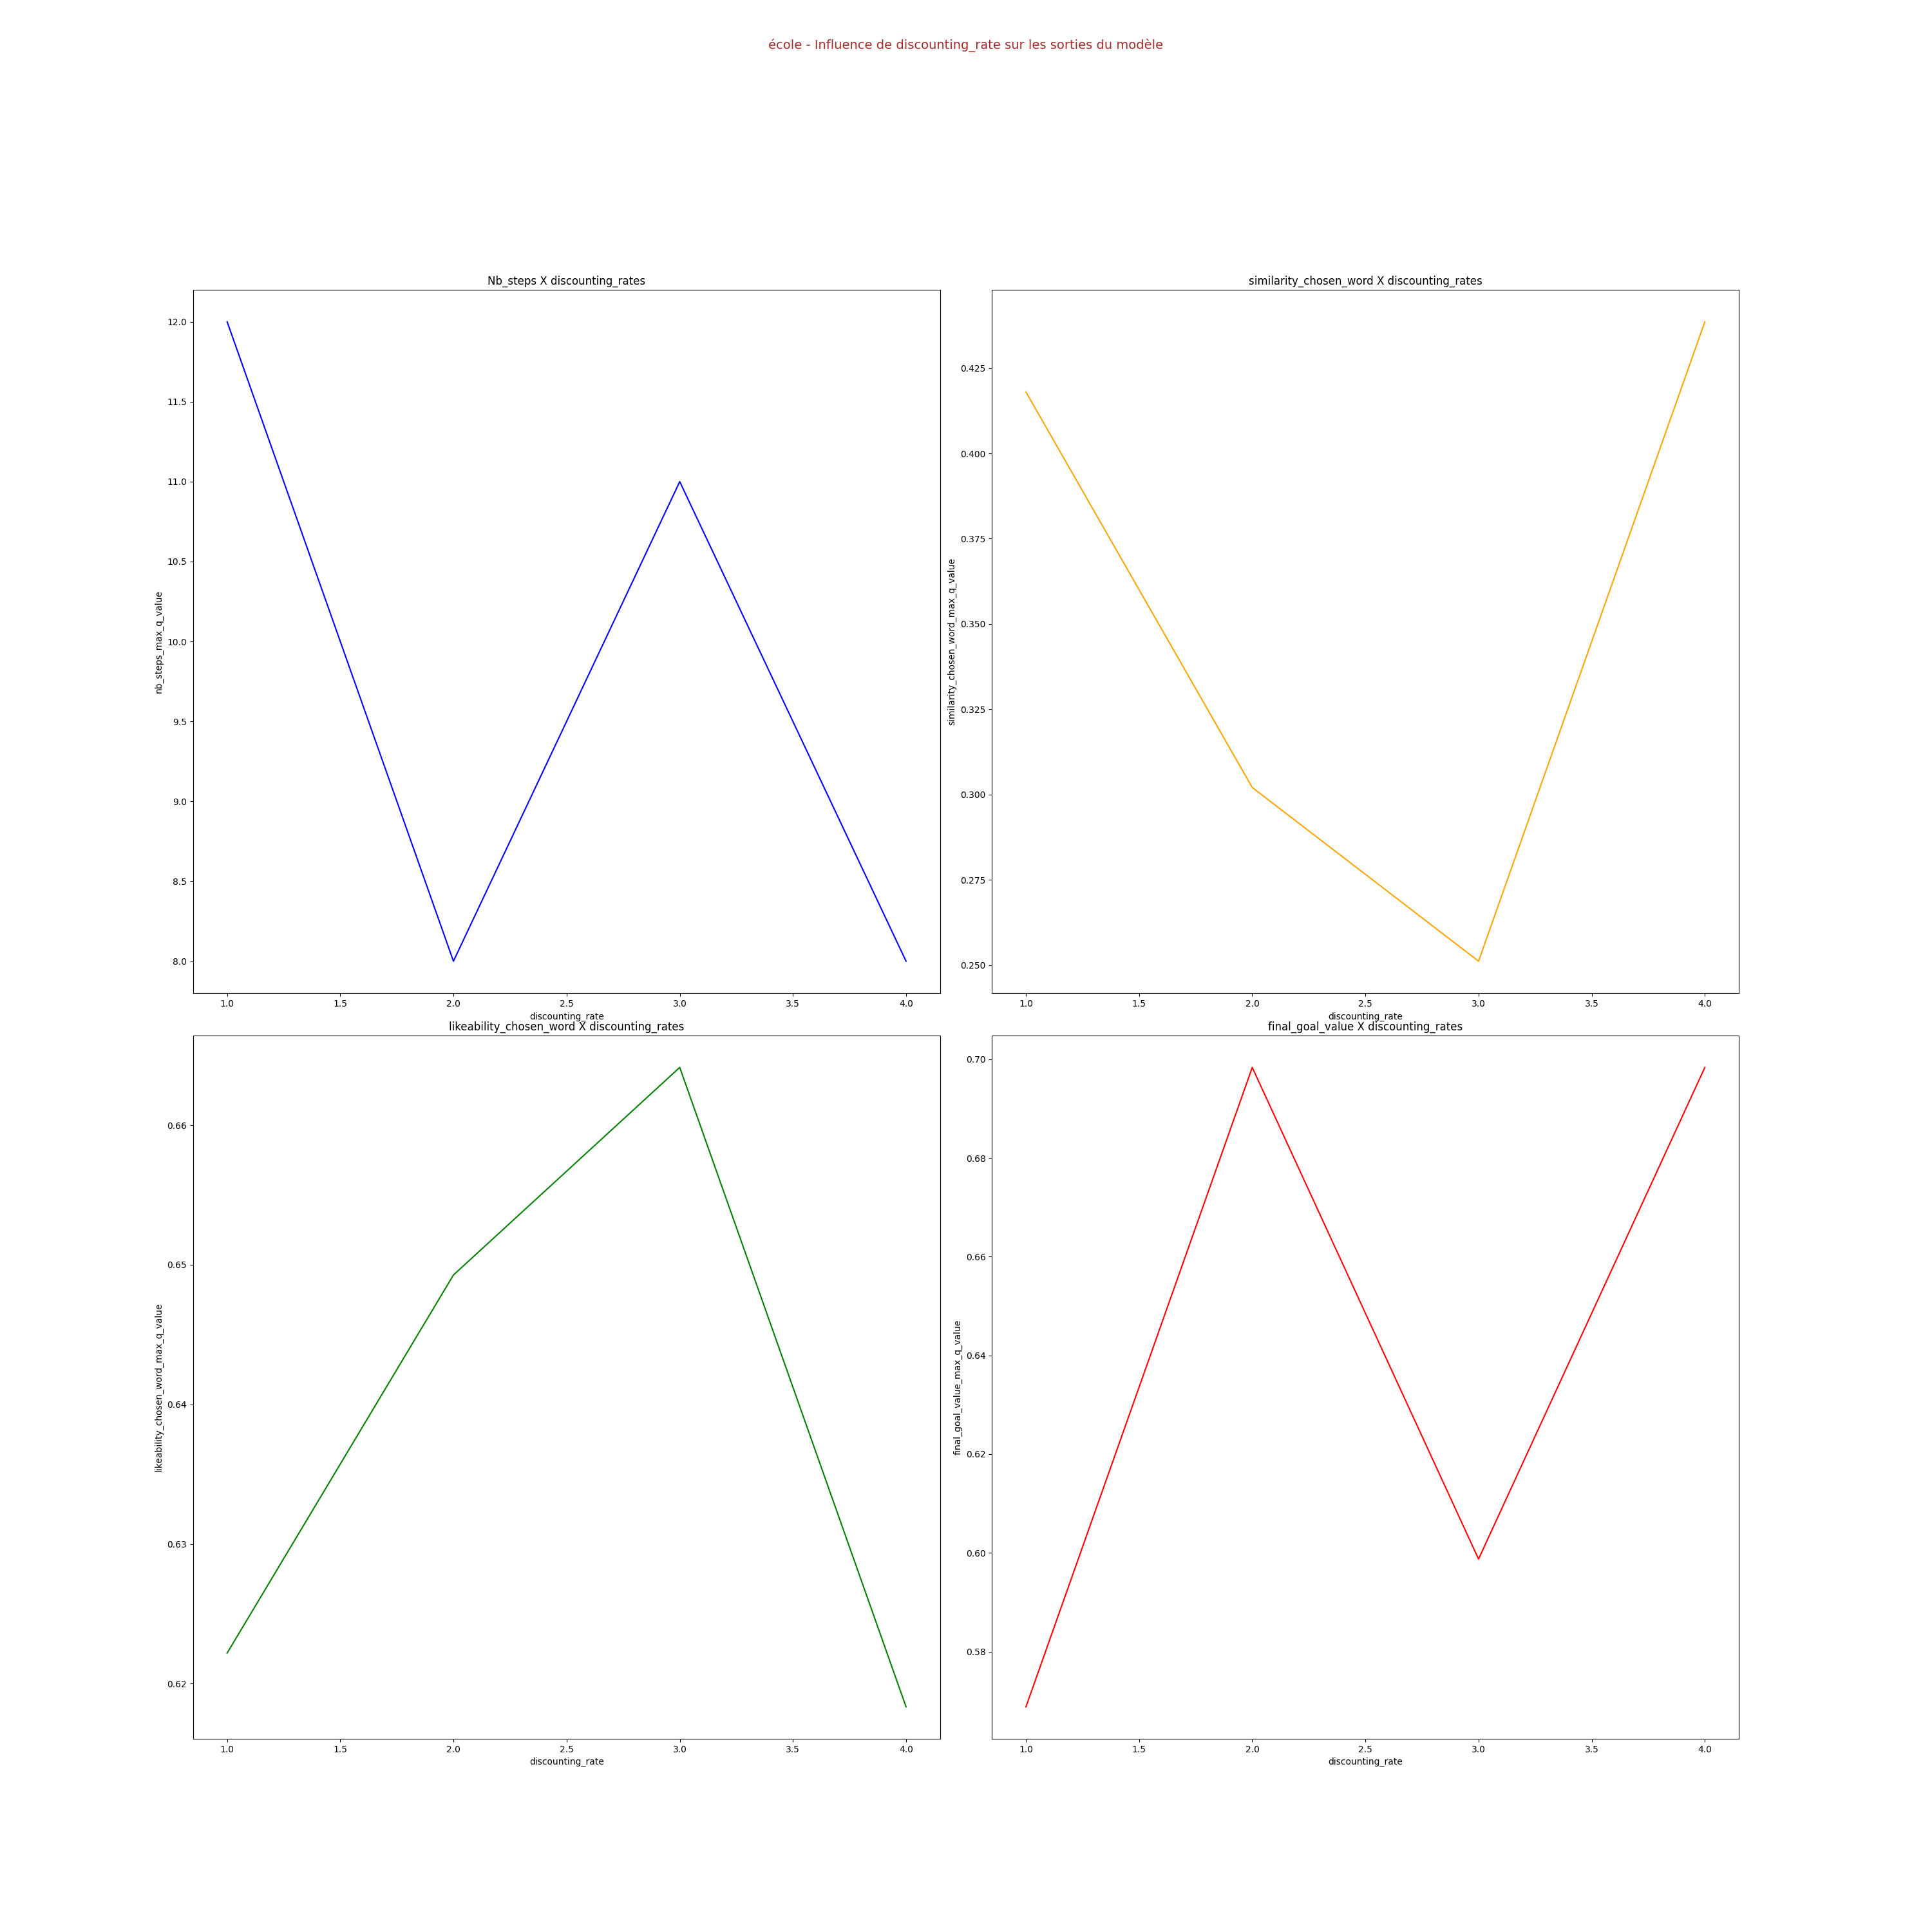 école - Influence de discounting_rate sur les sorties du modèle
Nb_steps X discounting_rates
nb_steps_max_q_value
12.0
11.5
11.0
10.5
10.0
9.5
9.0
8.5
8.0
1.0 1.5 2.0 2.5 3.0 3.5 4.0
discounting_rate
similarity_chosen_word X discounting_rates
similarity_chosen_word_max_q_value
0.425
0.400
0.375
0.350
0.325
0.300
0.275
0.250
1.0 1.5 2.0 2.5 3.0 3.5 4.0
discounting_rate
likeability_chosen_word X discounting_rates
likeability_chosen_word_max_q_value
0.66
0.65
0.64
0.63
0.62
1.0 1.5 2.0 2.5 3.0 3.5 4.0
discounting_rate
final_goal_value X discounting_rates
final_goal_value_max_q_value
0.70
0.68
0.66
0.64
0.62
0.60
0.58
1.0 1.5 2.0 2.5 3.0 3.5 4.0
discounting_rate